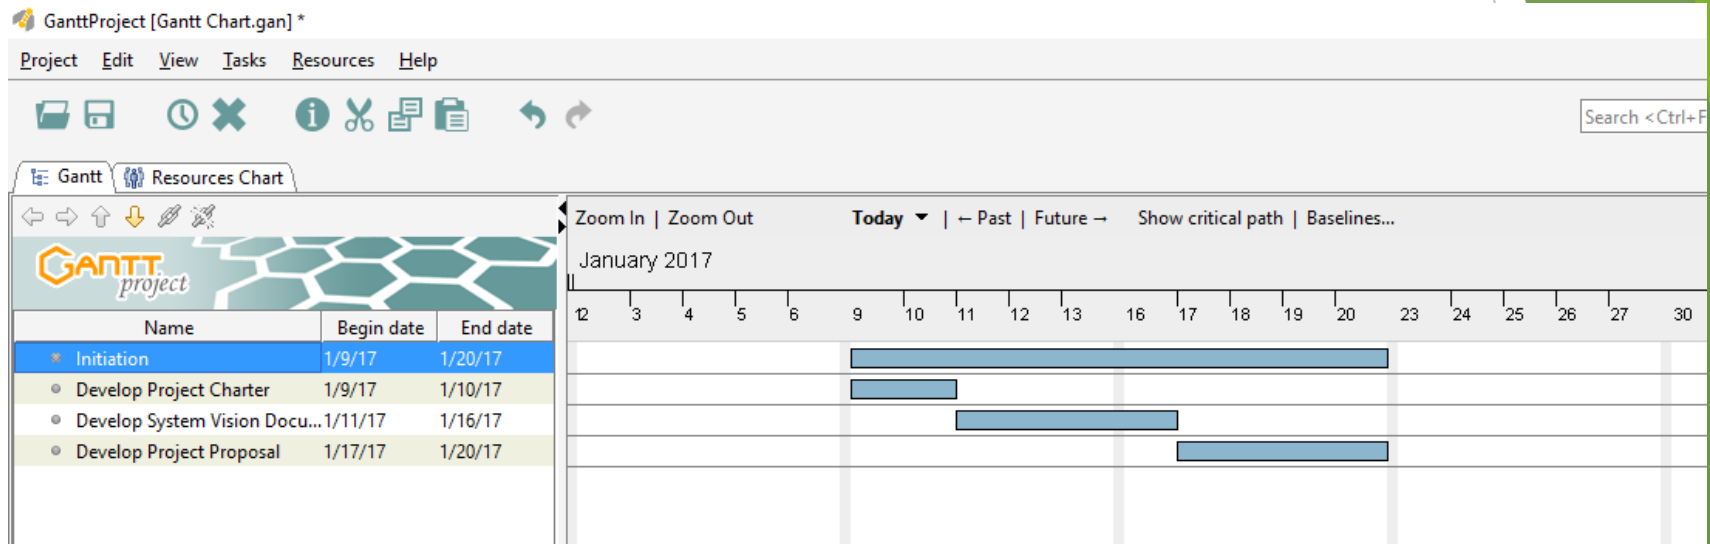 GanttProject [Gantt Chart.gan] *
Project Edit View Tasks Resources Help
Search <Ctrl+F
Gantt Resources Chart
Zoom In | Zoom Out Today ▼ | ← Past | Future → Show critical path | Baselines...
GANTT
project
January 2017
2 3 4 5 6 9 10 11 12 13 16 17 18 19 20 23 24 25 26 27 30
Name Begin date End date
Initiation 1/9/17 1/20/17
Develop Project Charter 1/9/17 1/10/17
Develop System Vision Docu... 1/11/17 1/16/17
Develop Project Proposal 1/17/17 1/20/17